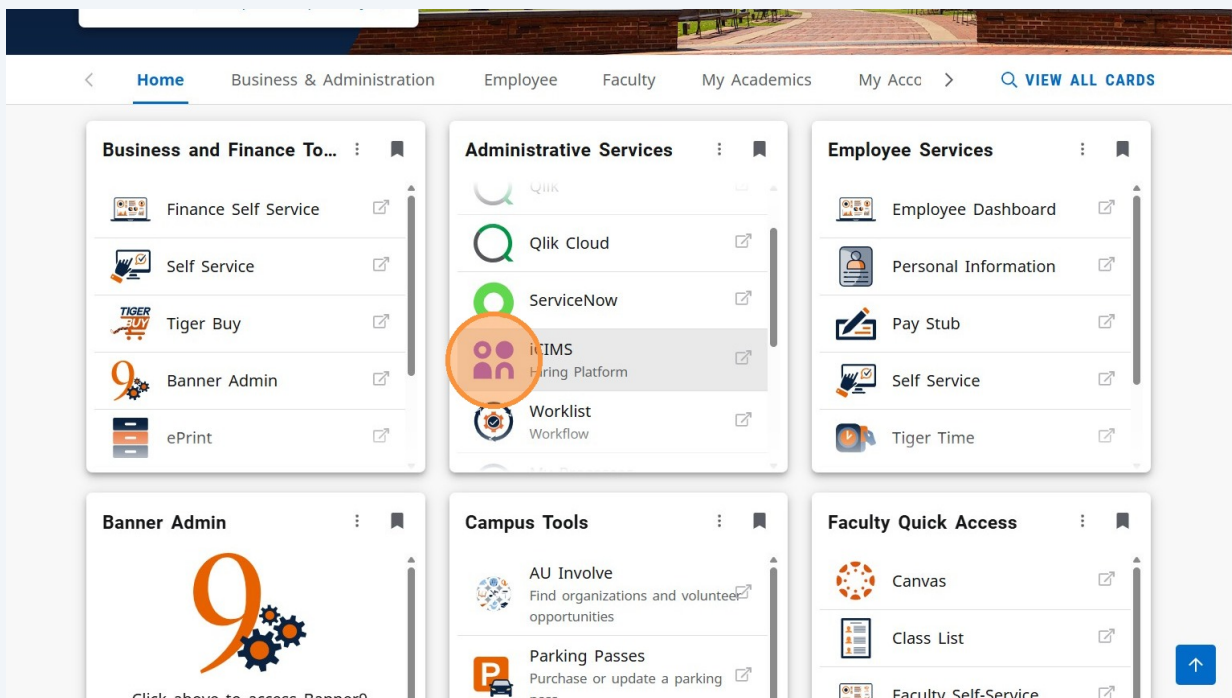 Home
Business & Administration
Employee
Faculty
My Academics
My Acco
VIEW ALL CARDS
Business and Finance To...
Finance Self Service
Self Service
TIGER
BUY
Tiger Buy
9
Banner Admin
ePrint
Administrative Services
Qlik
Qlik Cloud
ServiceNow
iCIMS
Hiring Platform
Worklist
Workflow
Employee Services
Employee Dashboard
Personal Information
Pay Stub
Self Service
Tiger Time
Banner Admin
9
Click above to access Banner9
Campus Tools
AU Involve
Find organizations and volunteer
opportunities
P
Parking Passes
Purchase or update a parking
pass
Faculty Quick Access
Canvas
Class List
Faculty Self-Service